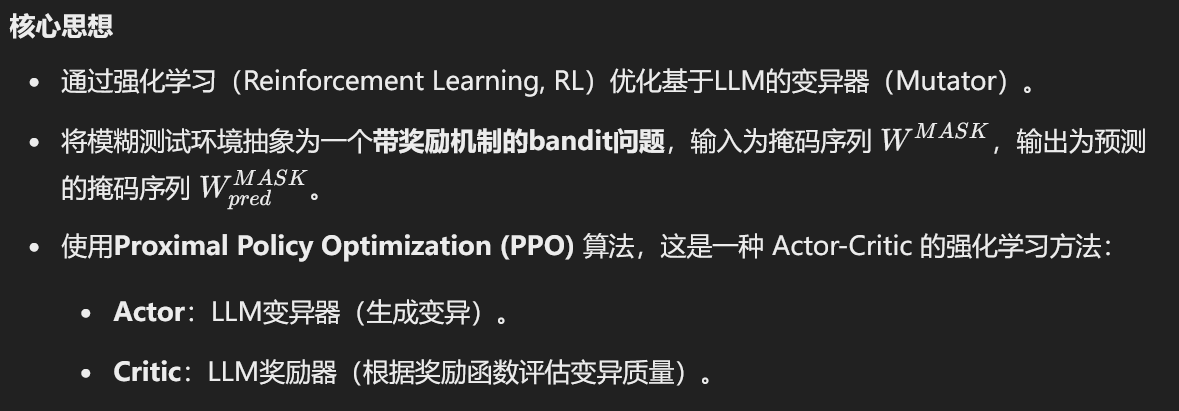 核心思想
• 通过强化学习（Reinforcement Learning, RL）优化基于LLM的变异器（Mutator）。
• 将模糊测试环境抽象为一个带奖励机制的bandit问题，输入为掩码序列 $W^{MASK}$，输出为预测
的掩码序列 $W_{pred}^{MASK}$。
• 使用Proximal Policy Optimization (PPO) 算法，这是一种 Actor-Critic 的强化学习方法：
• Actor：LLM变异器（生成变异）。
• Critic：LLM奖励器（根据奖励函数评估变异质量）。